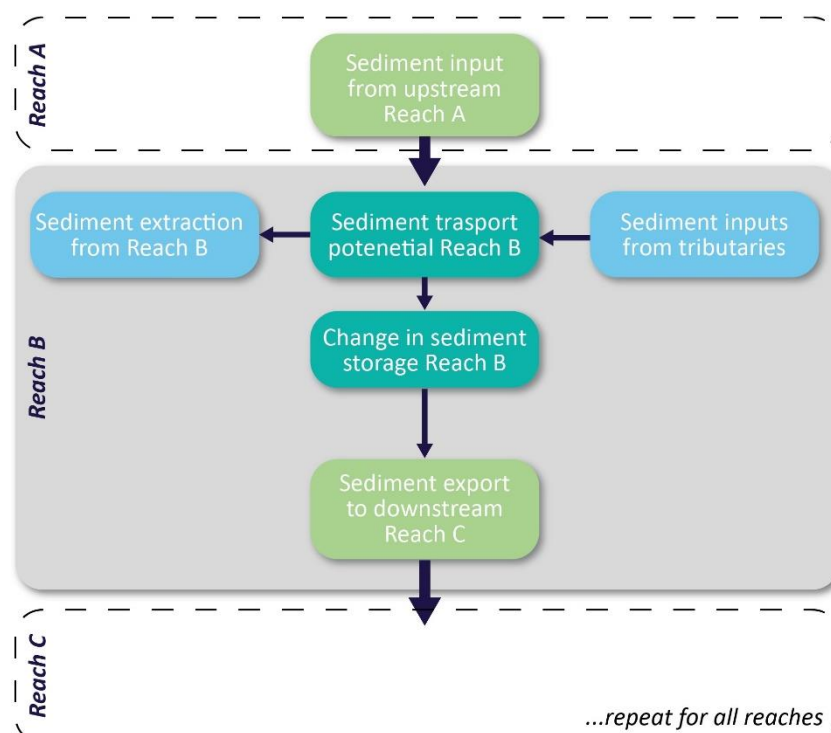 Reach A
Sediment input
from upstream
Reach A
Reach B
Sediment extraction
from Reach B
Sediment trasport
potenetial Reach B
Sediment inputs
from tributaries
Change in sediment
storage Reach B
Sediment export
to downstream
Reach C
Reach C
...repeat for all reaches